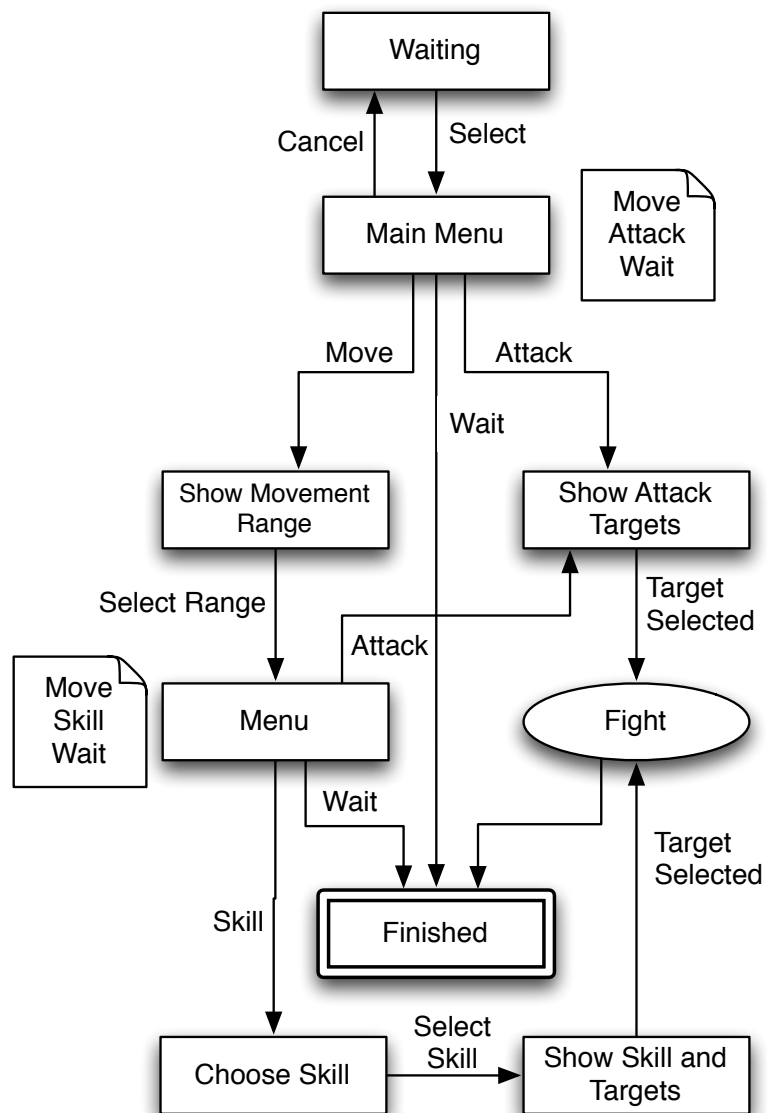 Waiting
Cancel
Select
Main Menu
Move
Attack
Wait
Move
Attack
Wait
Show Movement
Range
Show Attack
Targets
Select Range
Target
Selected
Attack
Move
Skill
Wait
Menu
Fight
Wait
Target
Selected
Skill
Finished
Choose Skill
Select
Skill
Show Skill and
Targets